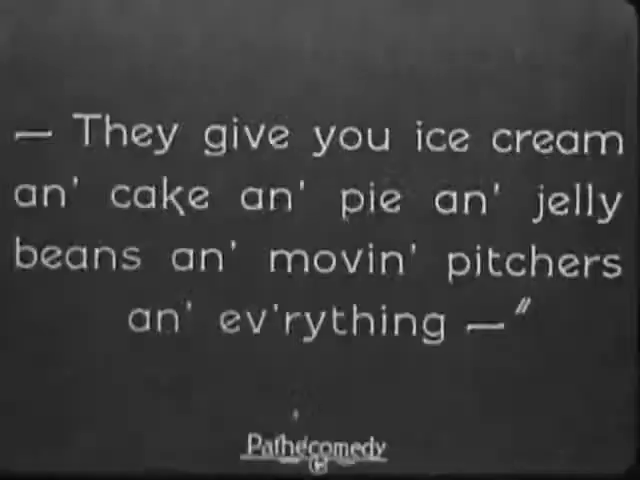 — They give you ice cream
an' cake an' pie an' jelly
beans an' movin' pitchers
an' ev'rything —"
Pathécomedy